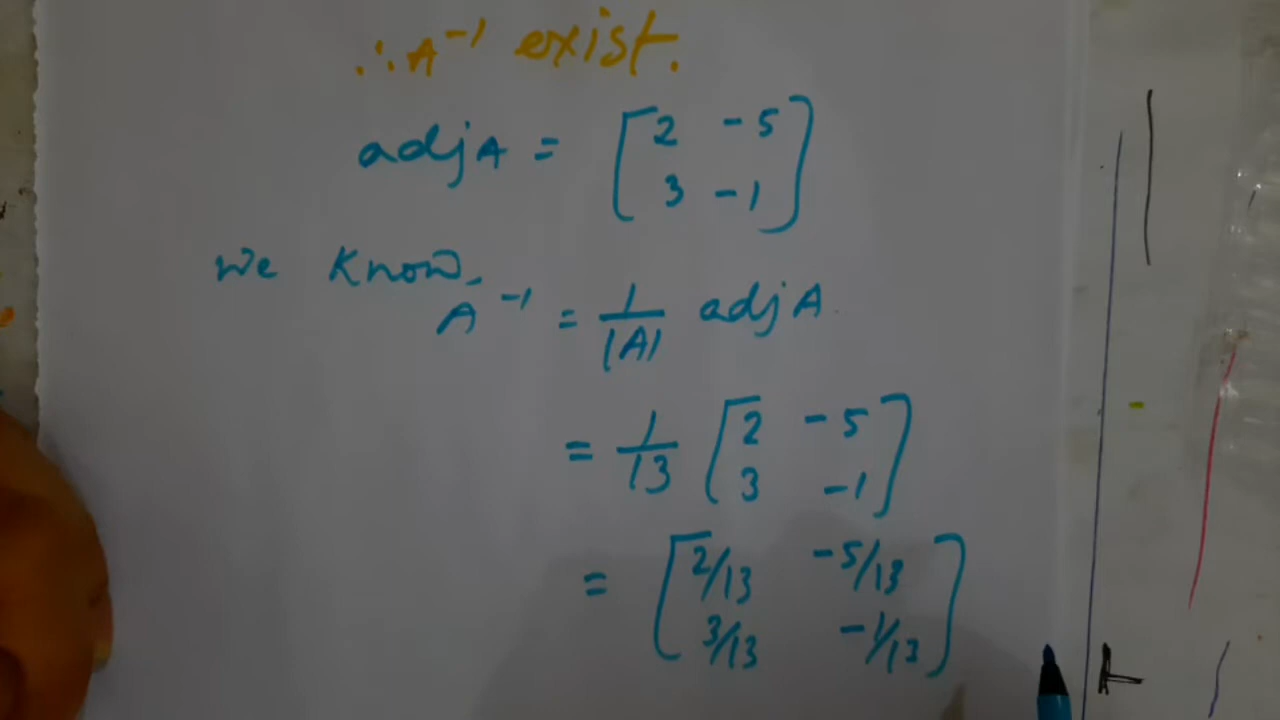 ∴ A⁻¹ exist.
adj A = [2 -5
3 -1]
we know,
A⁻¹ = 1/|A| adj A.
= 1/13 [2 -5
3 -1]
= [2/13 -5/13
3/13 -1/13]